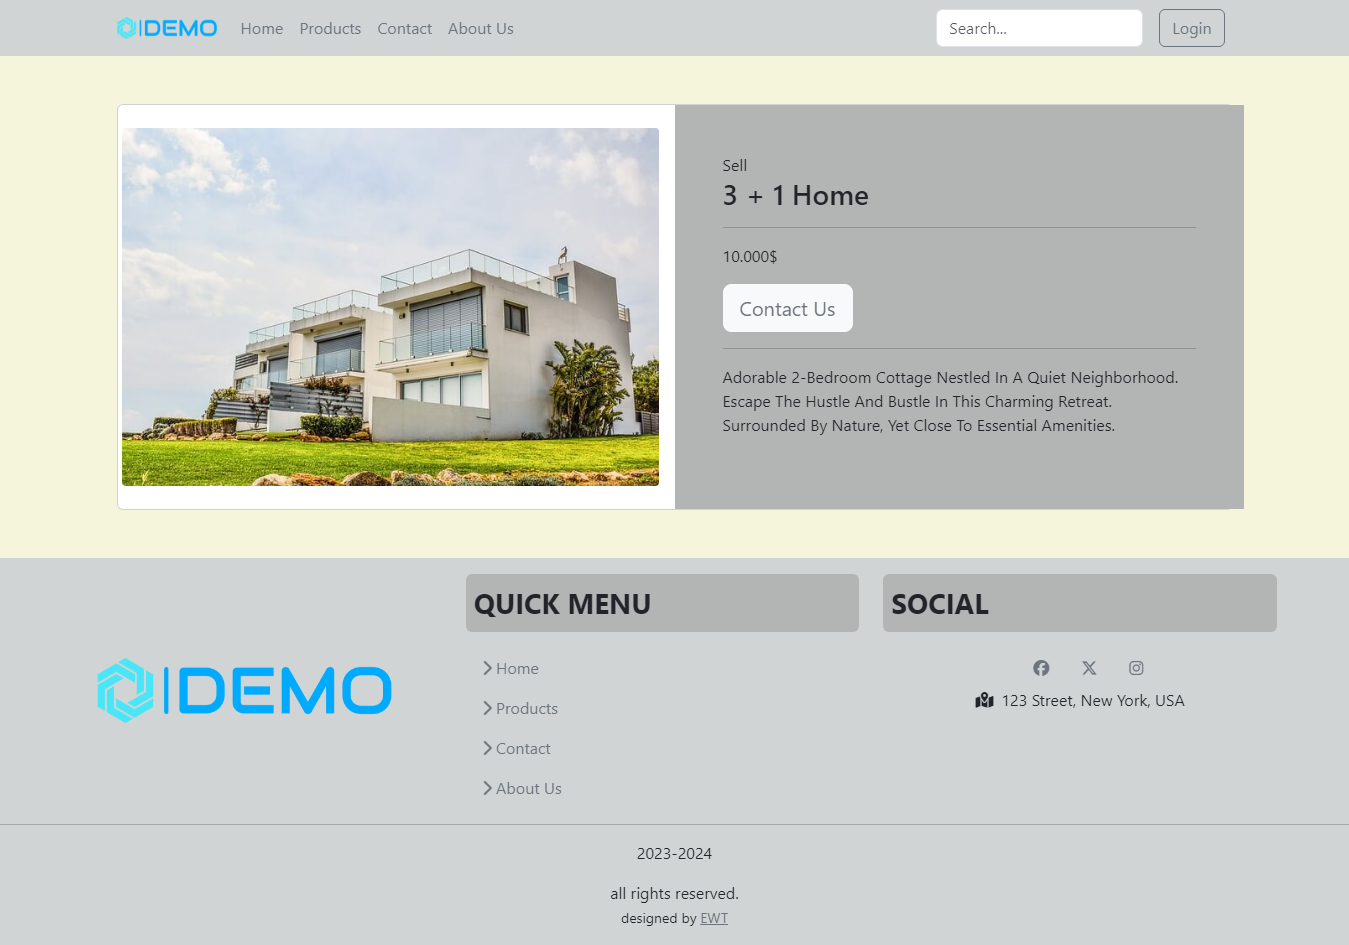 DEMO
Home
Products
Contact
About Us
Search...
Login
Sell
3 + 1 Home
10.000$
Contact Us
Adorable 2-Bedroom Cottage Nestled In A Quiet Neighborhood.
Escape The Hustle And Bustle In This Charming Retreat.
Surrounded By Nature, Yet Close To Essential Amenities.
DEMO
QUICK MENU
Home
Products
Contact
About Us
SOCIAL
123 Street, New York, USA
2023-2024
all rights reserved.
designed by EWT